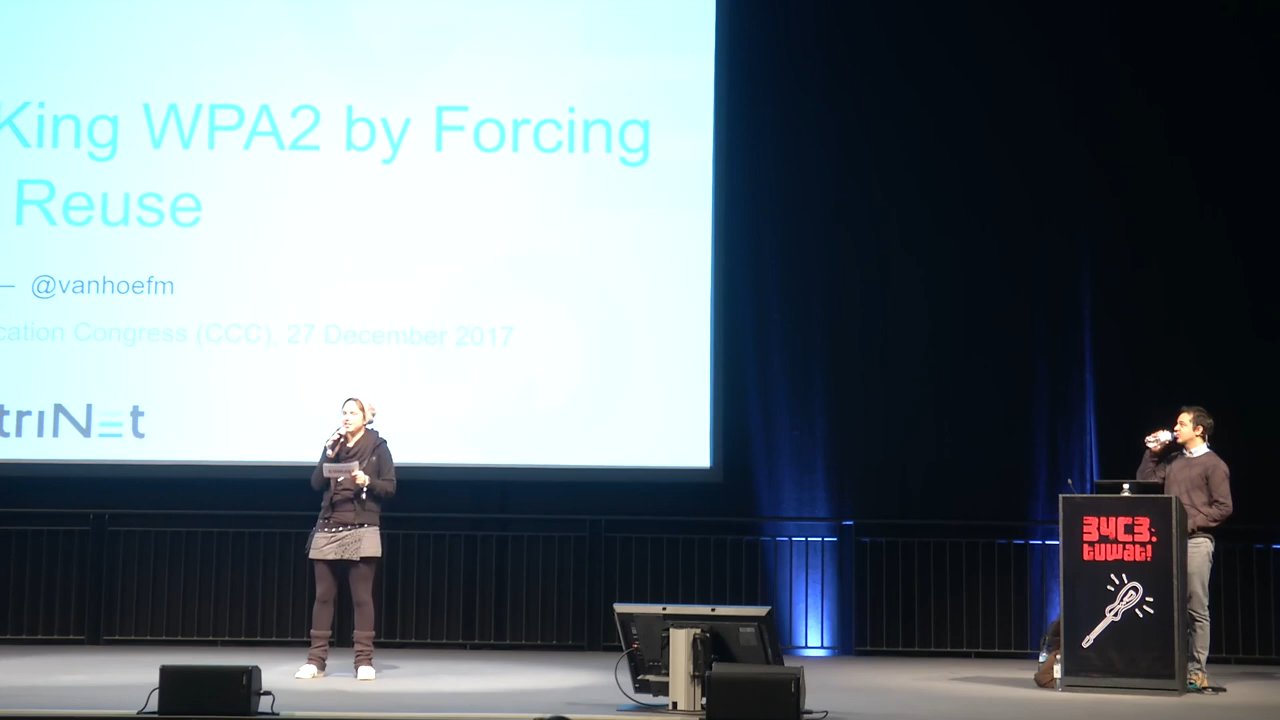 King WPA2 by Forcing
Reuse
— @vanhoefm
cation Congress (CCC), 27 December 2017
triNet
34C3:
tuwat!